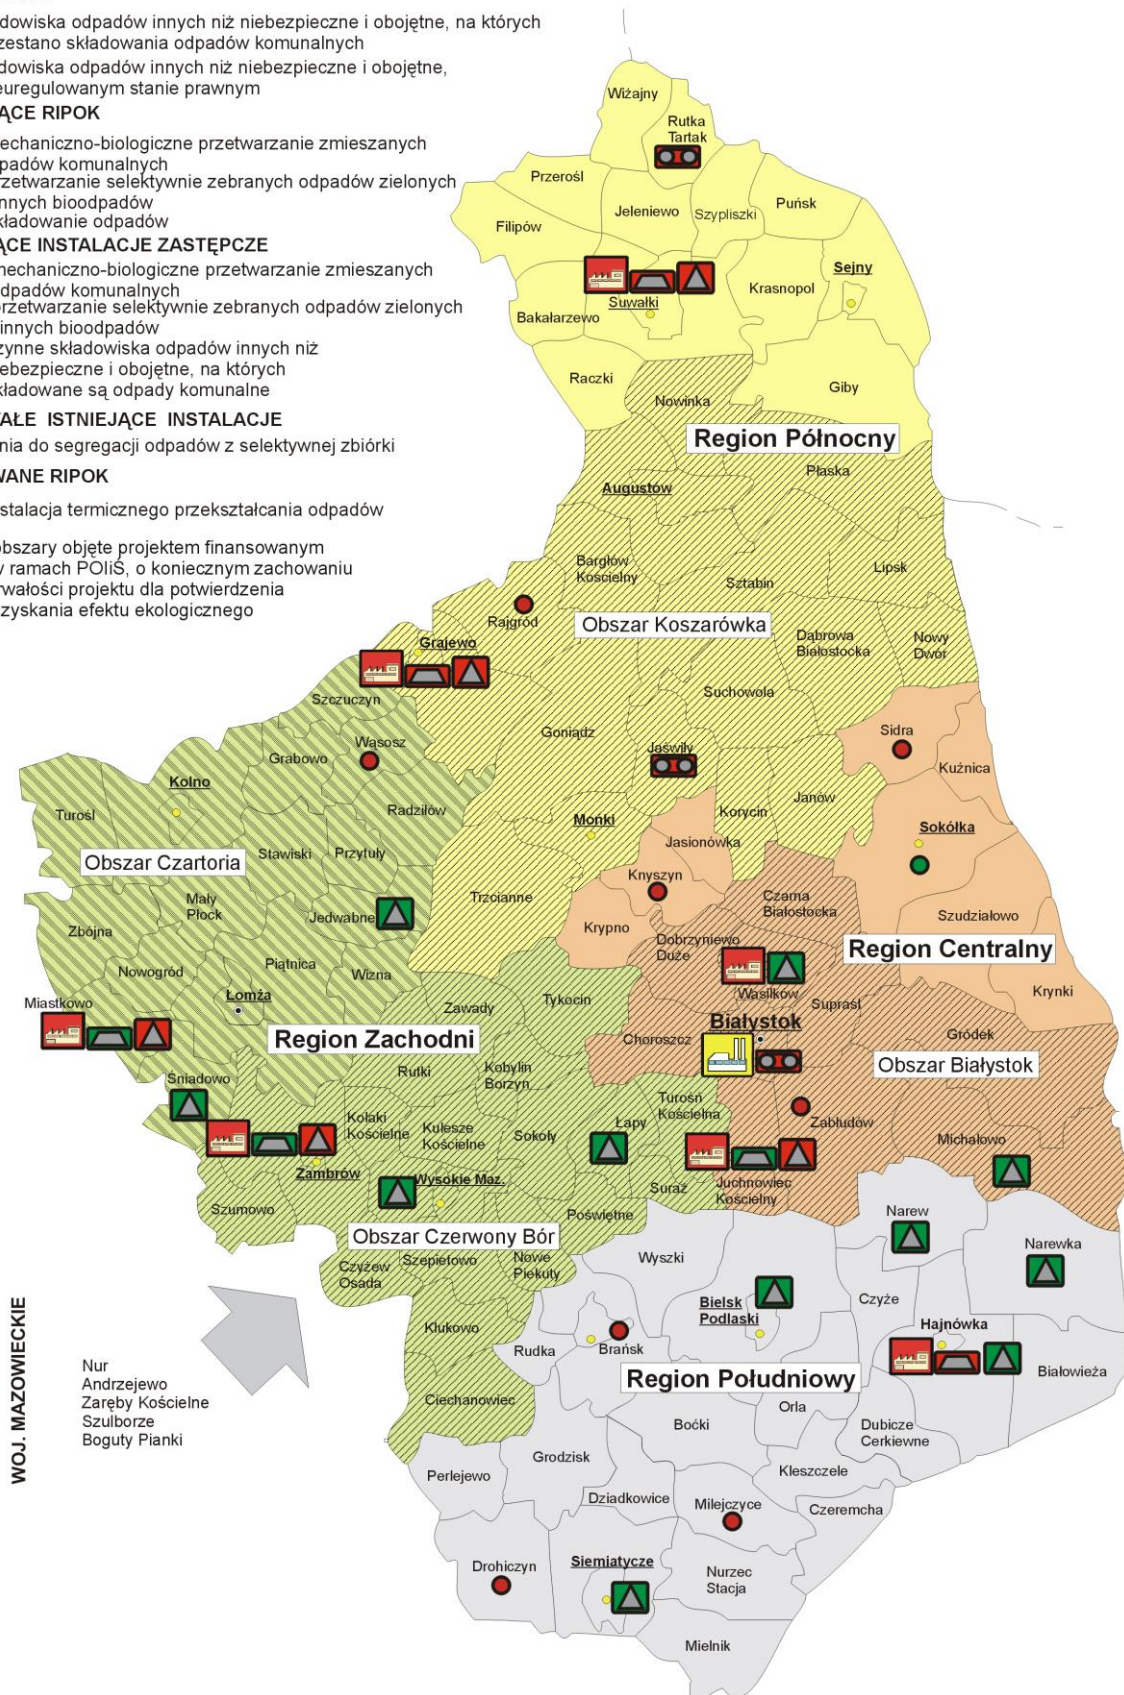 dowiska odpadów innych niż niebezpieczne i obojętne, na których
zestano składowania odpadów komunalnych
dowiska odpadów innych niż niebezpieczne i obojętne,
euregulowanym stanie prawnym
ĄCE RIPOK
echaniczno-biologiczne przetwarzanie zmieszanych
padów komunalnych
zetwarzanie selektywnie zebranych odpadów zielonych
nnych bioodpadów
kładowanie odpadów
ĄCE INSTALACJE ZASTĘPCZE
nechaniczno-biologiczne przetwarzanie zmieszanych
dpadów komunalnych
przetwarzanie selektywnie zebranych odpadów zielonych
innych bioodpadów
zynne składowiska odpadów innych niż
iebezpieczne i obojętne, na których
kładowane są odpady komunalne
TAŁE ISTNIEJĄCE INSTALACJE
nia do segregacji odpadów z selektywnej zbiórki
WANE RIPOK
stalacja termicznego przekształcania odpadów
obszary objęte projektem finansowanym
v ramach POIiŚ, o koniecznym zachowaniu
rwałości projektu dla potwierdzenia
zyskania efektu ekologicznego
Wiżajny
Rutka
Tartak
Przerośl
Jeleniewo
Szypliszki
Puńsk
Filipów
Sejny
Krasnopol
Suwałki
Bakałarzewo
Raczki
Giby
Nowinka
Region Północny
Płaska
Augustów
Bargłów
Kościelny
Sztabin
Lipsk
Rajgród
Obszar Koszarówka
Dąbrowa
Białostocka
Nowy
Dwór
Grajewo
Szczuczyn
Suchowola
Goniądz
Sidra
Wąsosz
Grabowo
Jaświły
Kuźnica
Kolno
Janów
Korycin
Turośl
Radziłów
Monki
Sokółka
Jasionówka
Stawiski
Przytuły
Obszar Czartoria
Knyszyn
Trzcianne
Czarna
Białostocka
Mały
Płock
Jedwabne
Szudziałowo
Zbójna
Krypno
Dobrzyniewo
Duże
Region Centralny
Nowogród
Piątnica
Wizna
Wasilków
Krynki
Miastkowo
Łomża
Zawady
Tykocin
Supraśl
Białystok
Region Zachodni
Choroszcz
Gródek
Obszar Białystok
Śniadowo
Rutki
Kobylin
Borzyn
Turośń
Kościelna
Kołaki
Kościelne
Kulesze
Kościelne
Sokoły
Łapy
Zabłudów
Michałowo
Zambrów
Wysokie Maz.
Suraż
Juchnowiec
Kościelny
Szumowo
Poświętne
Obszar Czerwony Bór
Narew
Narewka
Czyżew
Osada
Szepietowo
Nowe
Piekuty
Wyszki
Bielsk
Podlaski
Czyże
Hajnówka
Klukowo
Rudka
Brańsk
Białowieża
Region Południowy
Ciechanowiec
Orla
Boćki
Dubicze
Cerkiewne
WOJ. MAZOWIECKIE
Nur
Andrzejewo
Zaręby Kościelne
Szulborze
Boguty Pianki
Grodzisk
Perlejewo
Kleszczele
Dziadkowice
Milejczyce
Czeremcha
Drohiczyn
Siemiatycze
Nurzec
Stacja
Mielnik